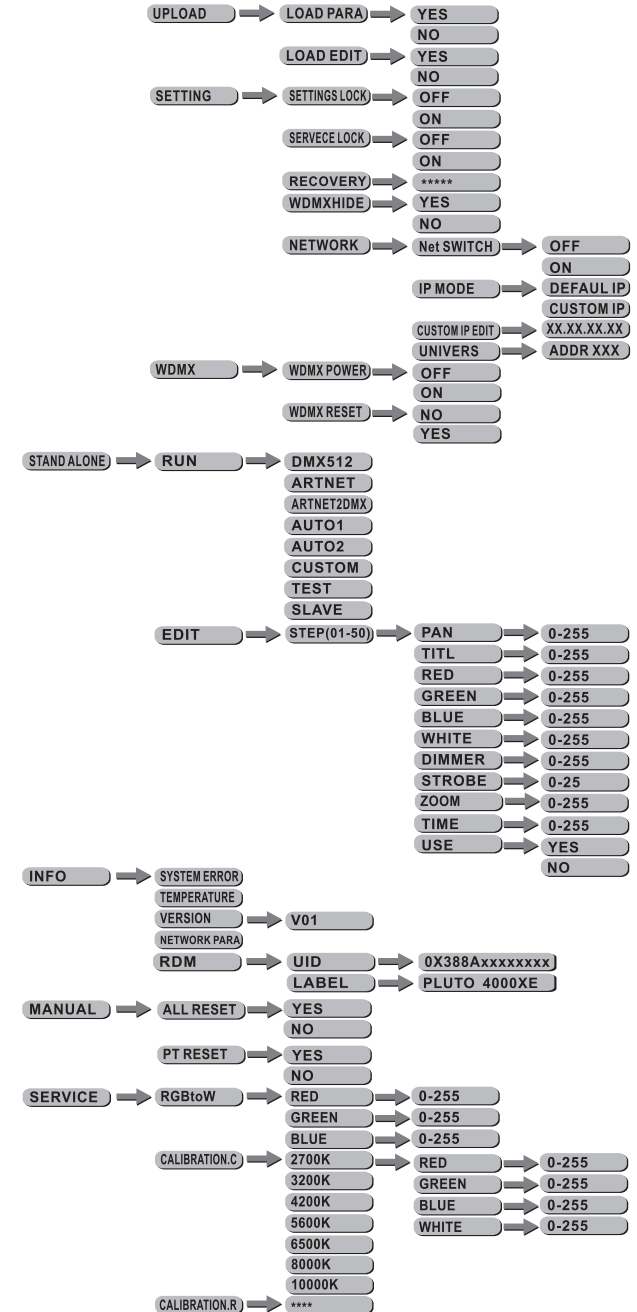 UPLOAD LOAD PARA YES
NO
LOAD EDIT YES
NO
SETTING SETTINGS LOCK OFF
ON
SERVECE LOCK OFF
ON
RECOVERY *****
WDMXHIDE YES
NO
NETWORK Net SWITCH OFF
ON
IP MODE DEFAUL IP
CUSTOM IP
CUSTOM IP EDIT XX.XX.XX.XX
UNIVERS ADDR XXX
WDMX WDMX POWER OFF
ON
WDMX RESET NO
YES
STAND ALONE RUN DMX512
ARTNET
ARTNET2DMX
AUTO1
AUTO2
CUSTOM
TEST
SLAVE
EDIT STEP(01-50) PAN 0-255
TITL 0-255
RED 0-255
GREEN 0-255
BLUE 0-255
WHITE 0-255
DIMMER 0-255
STROBE 0-25
ZOOM 0-255
TIME 0-255
USE YES
NO
INFO SYSTEM ERROR
TEMPERATURE
VERSION V01
NETWORK PARA
RDM UID 0X388Axxxxxxxx
LABEL PLUTO 4000XE
MANUAL ALL RESET YES
NO
PT RESET YES
NO
SERVICE RGBtoW RED 0-255
GREEN 0-255
BLUE 0-255
CALIBRATION.C 2700K RED 0-255
3200K GREEN 0-255
4200K BLUE 0-255
5600K WHITE 0-255
6500K
8000K
10000K
CALIBRATION.R ****